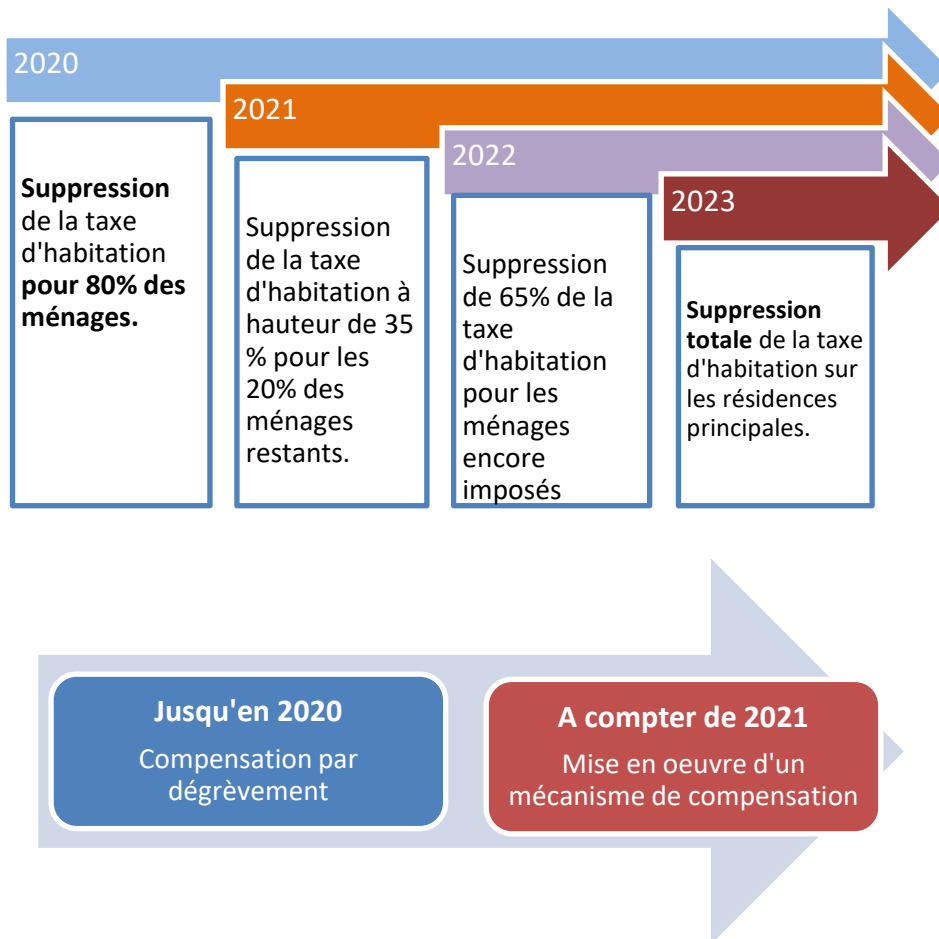 2020
Suppression
de la taxe
d'habitation
pour 80% des
ménages.
2021
Suppression
de la taxe
d'habitation à
hauteur de 35
% pour les
20% des
ménages
restants.
2022
Suppression
de 65% de la
taxe
d'habitation
pour les
ménages
encore
imposés
2023
Suppression
totale de la taxe
d'habitation sur
les résidences
principales.
Jusqu'en 2020
Compensation par
dégrèvement
A compter de 2021
Mise en oeuvre d'un
mécanisme de compensation